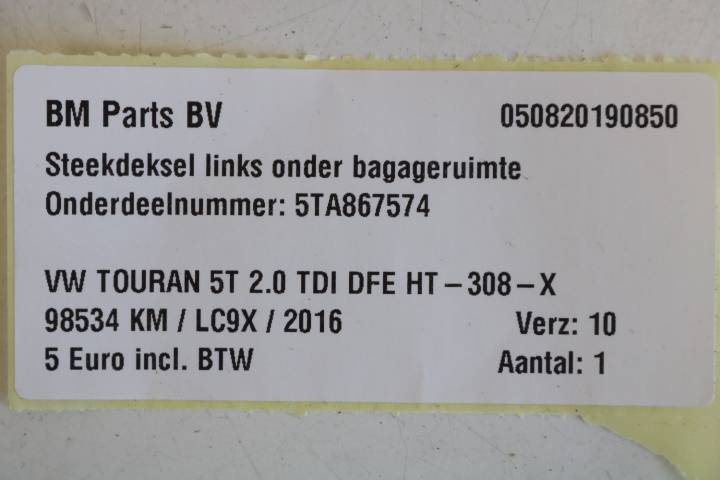 BM Parts BV 050820190850
Steekdeksel links onder bagageruimte
Onderdeelnummer: 5TA867574
VW TOURAN 5T 2.0 TDI DFE HT-308-X
98534 KM / LC9X / 2016 Verz: 10
5 Euro incl. BTW Aantal: 1